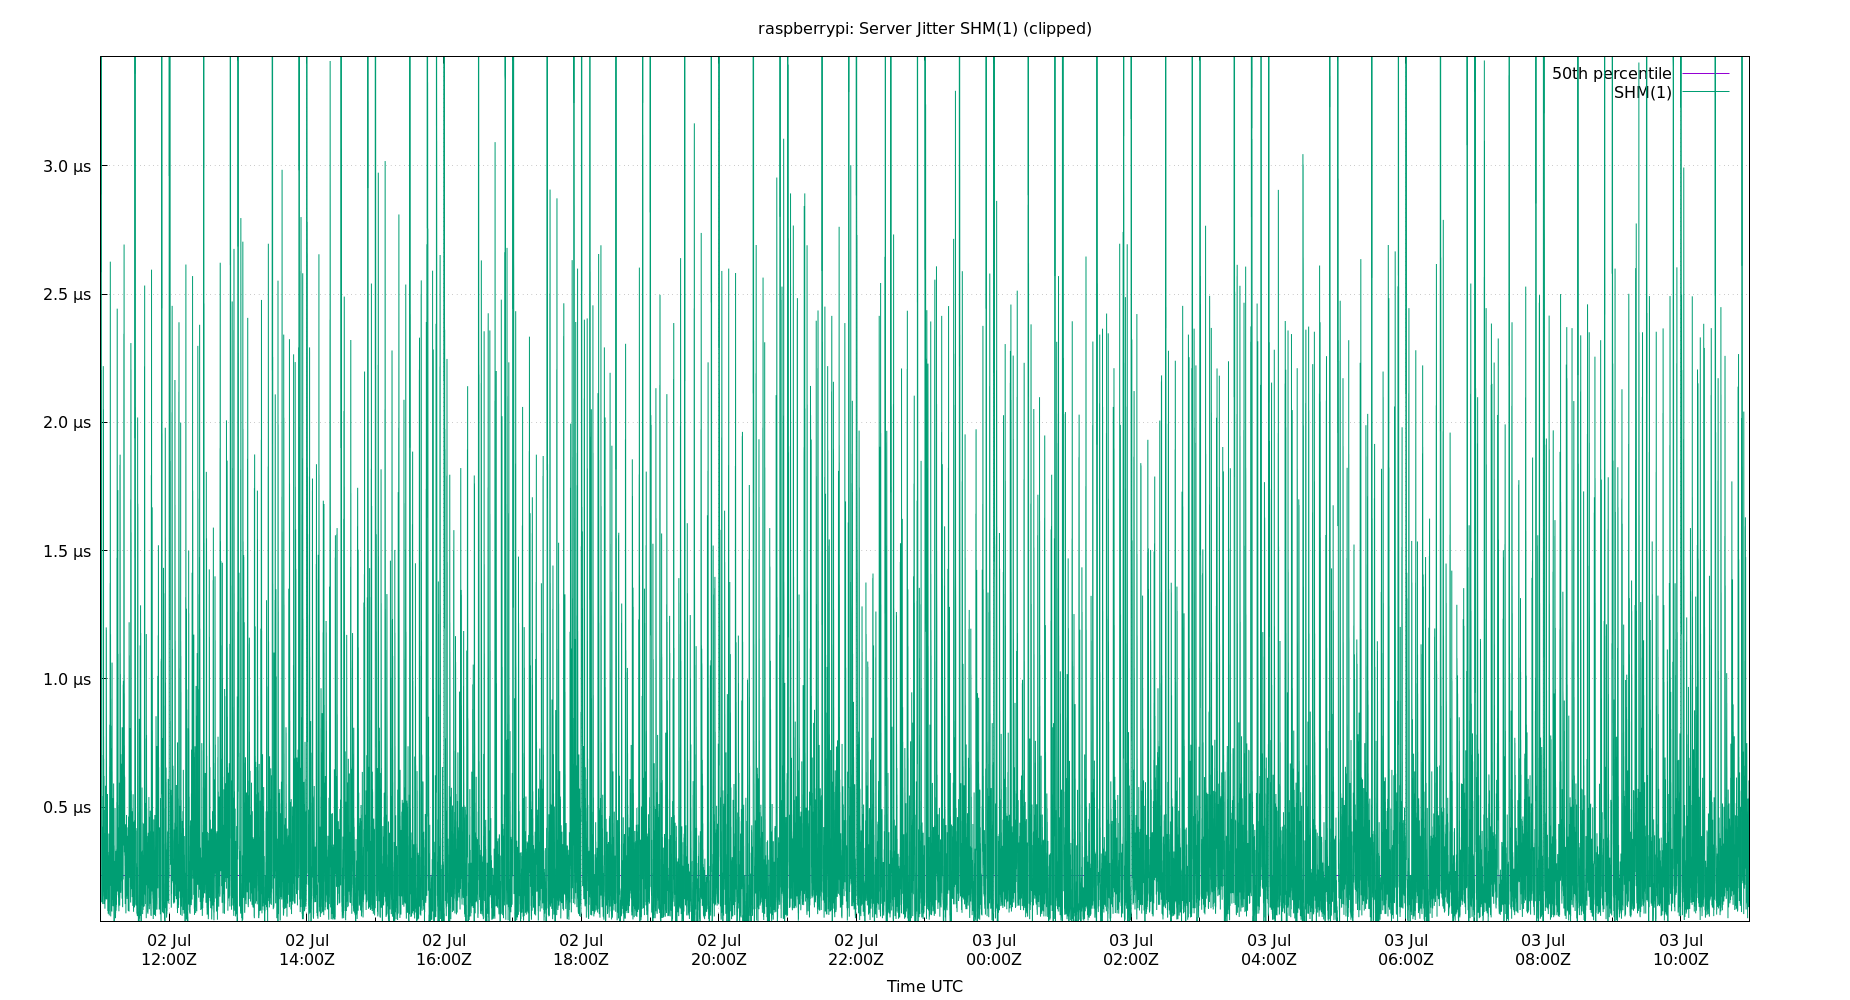 raspberrypi: Server Jitter SHM(1) (clipped)
50th percentile
SHM(1)
3.0 µs
2.5 µs
2.0 µs
1.5 µs
1.0 µs
0.5 µs
02 Jul 02 Jul 02 Jul 02 Jul 02 Jul 02 Jul 03 Jul 03 Jul 03 Jul 03 Jul 03 Jul 03 Jul
12:00Z 14:00Z 16:00Z 18:00Z 20:00Z 22:00Z 00:00Z 02:00Z 04:00Z 06:00Z 08:00Z 10:00Z
Time UTC